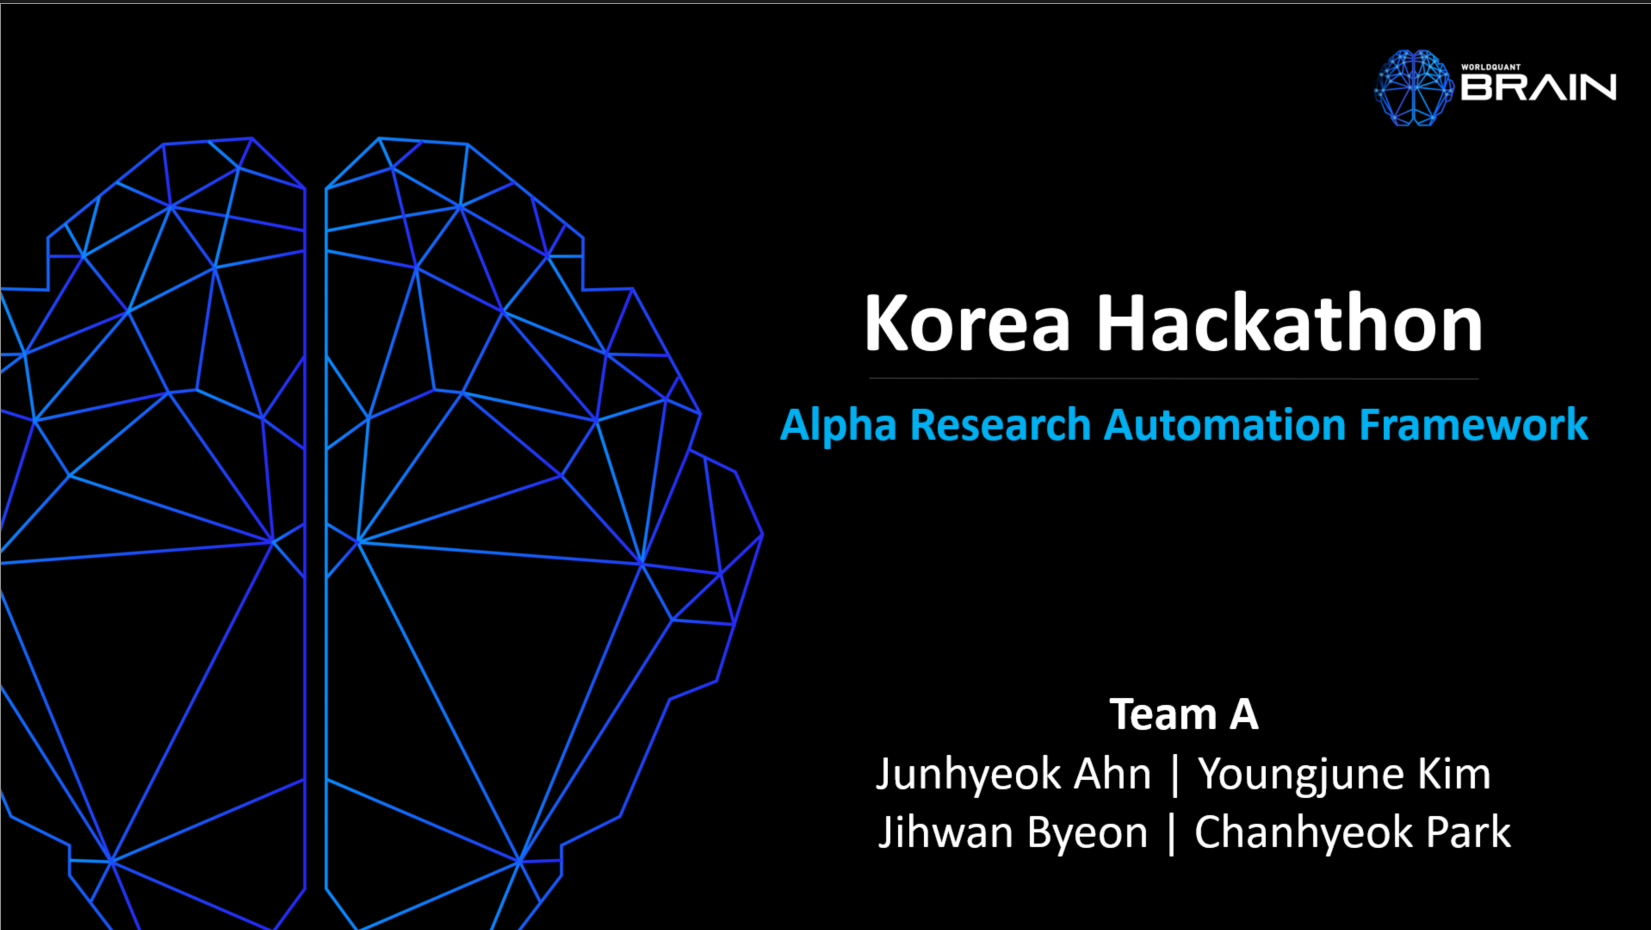 WORLDQUANT
BRAIN
Korea Hackathon
Alpha Research Automation Framework
Team A
Junhyeok Ahn | Youngjune Kim
Jihwan Byeon | Chanhyeok Park